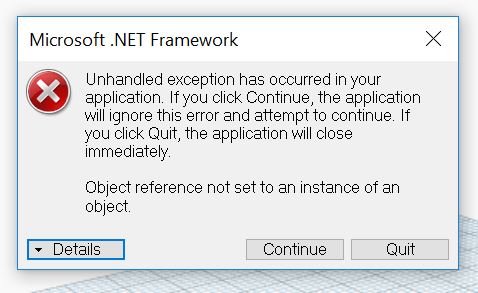 Microsoft .NET Framework
Unhandled exception has occurred in your
application. If you click Continue, the application
will ignore this error and attempt to continue. If
you click Quit, the application will close
immediately.
Object reference not set to an instance of an
object.
Details Continue Quit